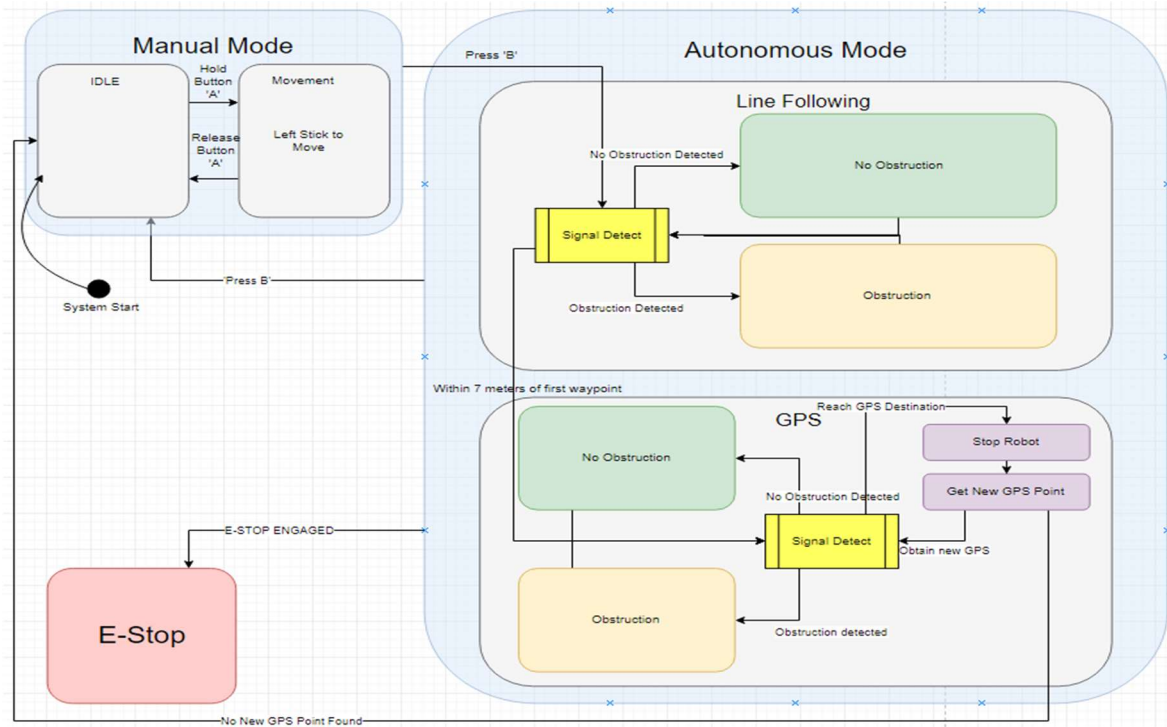 Manual Mode
IDLE
Hold
Button
'A'
Movement
Release
Button
'A'
Left Stick to
Move
System Start
Press 'B'
'Press B'
Autonomous Mode
Line Following
No Obstruction Detected
No Obstruction
Signal Detect
Obstruction Detected
Obstruction
Within 7 meters of first waypoint
GPS
Reach GPS Destination
Stop Robot
Get New GPS Point
No Obstruction
No Obstruction Detected
Signal Detect
Obtain new GPS
Obstruction
Obstruction detected
E-STOP ENGAGED
E-Stop
No New GPS Point Found